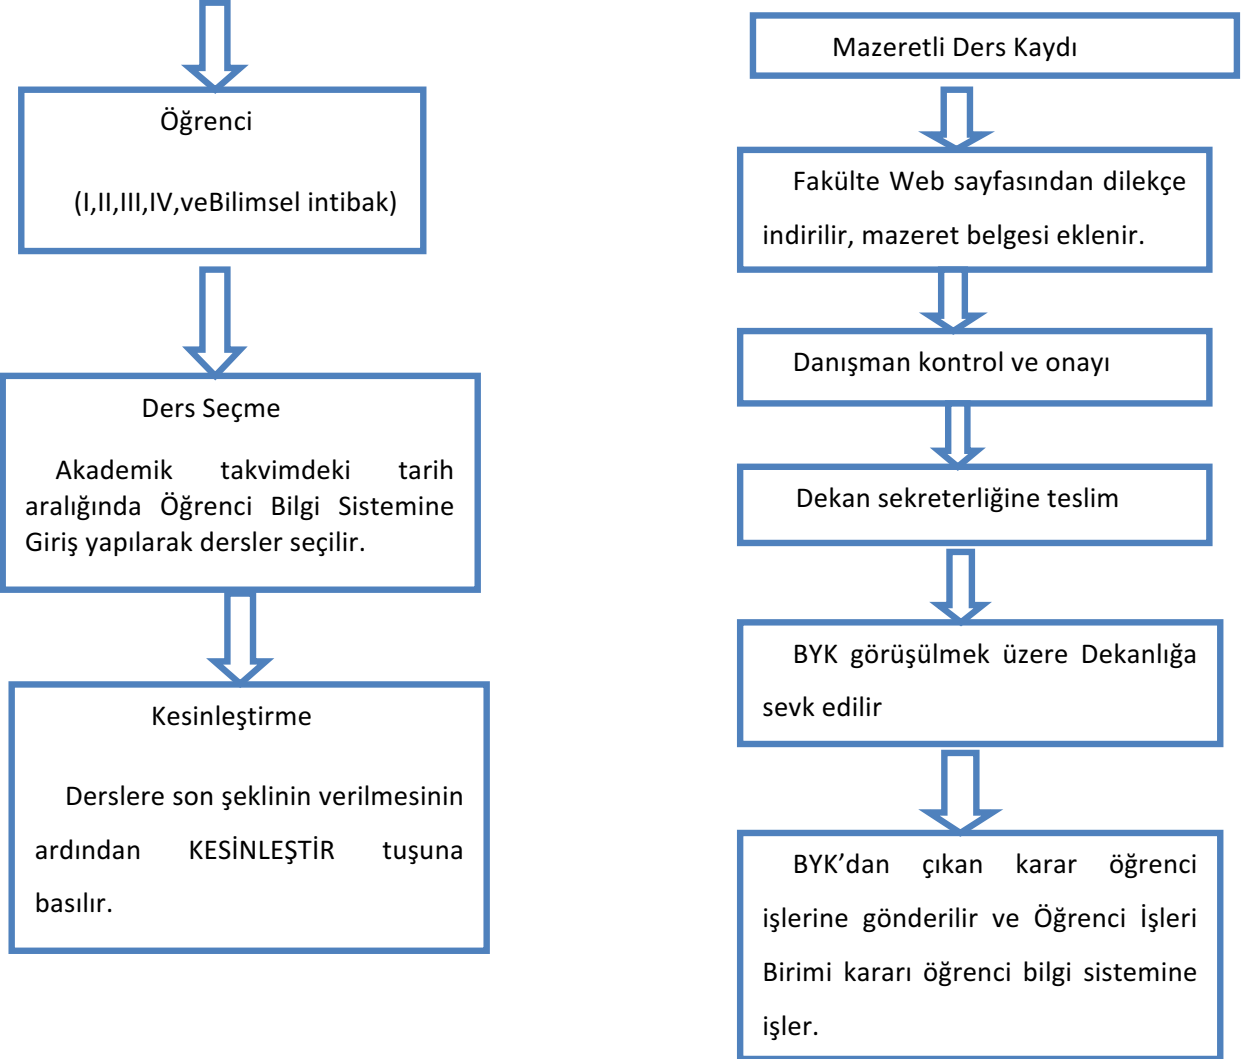 Öğrenci
(I,II,III,IV,veBilimsel intibak)
Ders Seçme
Akademik takvimdeki tarih
aralığında Öğrenci Bilgi Sistemine
Giriş yapılarak dersler seçilir.
Kesinleştirme
Derslere son şeklinin verilmesinin
ardından KESİNLEŞTİR tuşuna
basılır.
Mazeretli Ders Kaydı
Fakülte Web sayfasından dilekçe
indirilir, mazeret belgesi eklenir.
Danışman kontrol ve onayı
Dekan sekreterliğine teslim
BYK görüşülmek üzere Dekanlığa
sevk edilir
BYK’dan çıkan karar öğrenci
işlerine gönderilir ve Öğrenci İşleri
Birimi kararı öğrenci bilgi sistemine
işler.